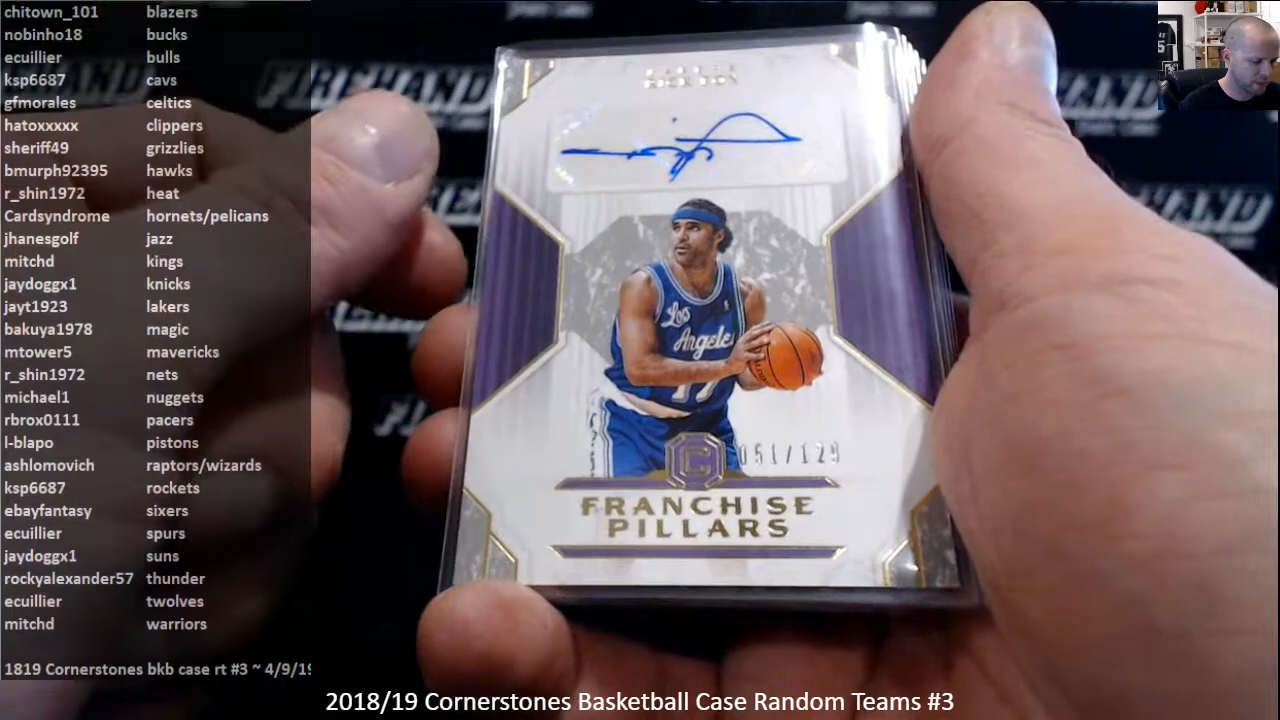 chitown_101 blazers
nobinho18 bucks
ecuillier bulls
ksp6687 cavs
gfmorales celtics
hatoxxxx clippers
sheriff49 grizzlies
bmurph92395 hawks
r_shin1972 heat
Cardsyndrome hornets/pelicans
jhanesgolf jazz
mitchd kings
jaydoggx1 knicks
jayt1923 lakers
bakuya1978 magic
mtower5 mavericks
r_shin1972 nets
michael1 nuggets
rbrox0111 pacers
l-blapo pistons
ashlomovich raptors/wizards
ksp6687 rockets
ebayfantasy sixers
ecuillier spurs
jaydoggx1 suns
rockyalexander57 thunder
ecuillier twolves
mitchd warriors
1819 Cornerstones bkb case rt #3 ~ 4/9/19
FIREHAND
Los
Angeles
17
051/129
C
FRANCHISE
PILLARS
2018/19 Cornerstones Basketball Case Random Teams #3